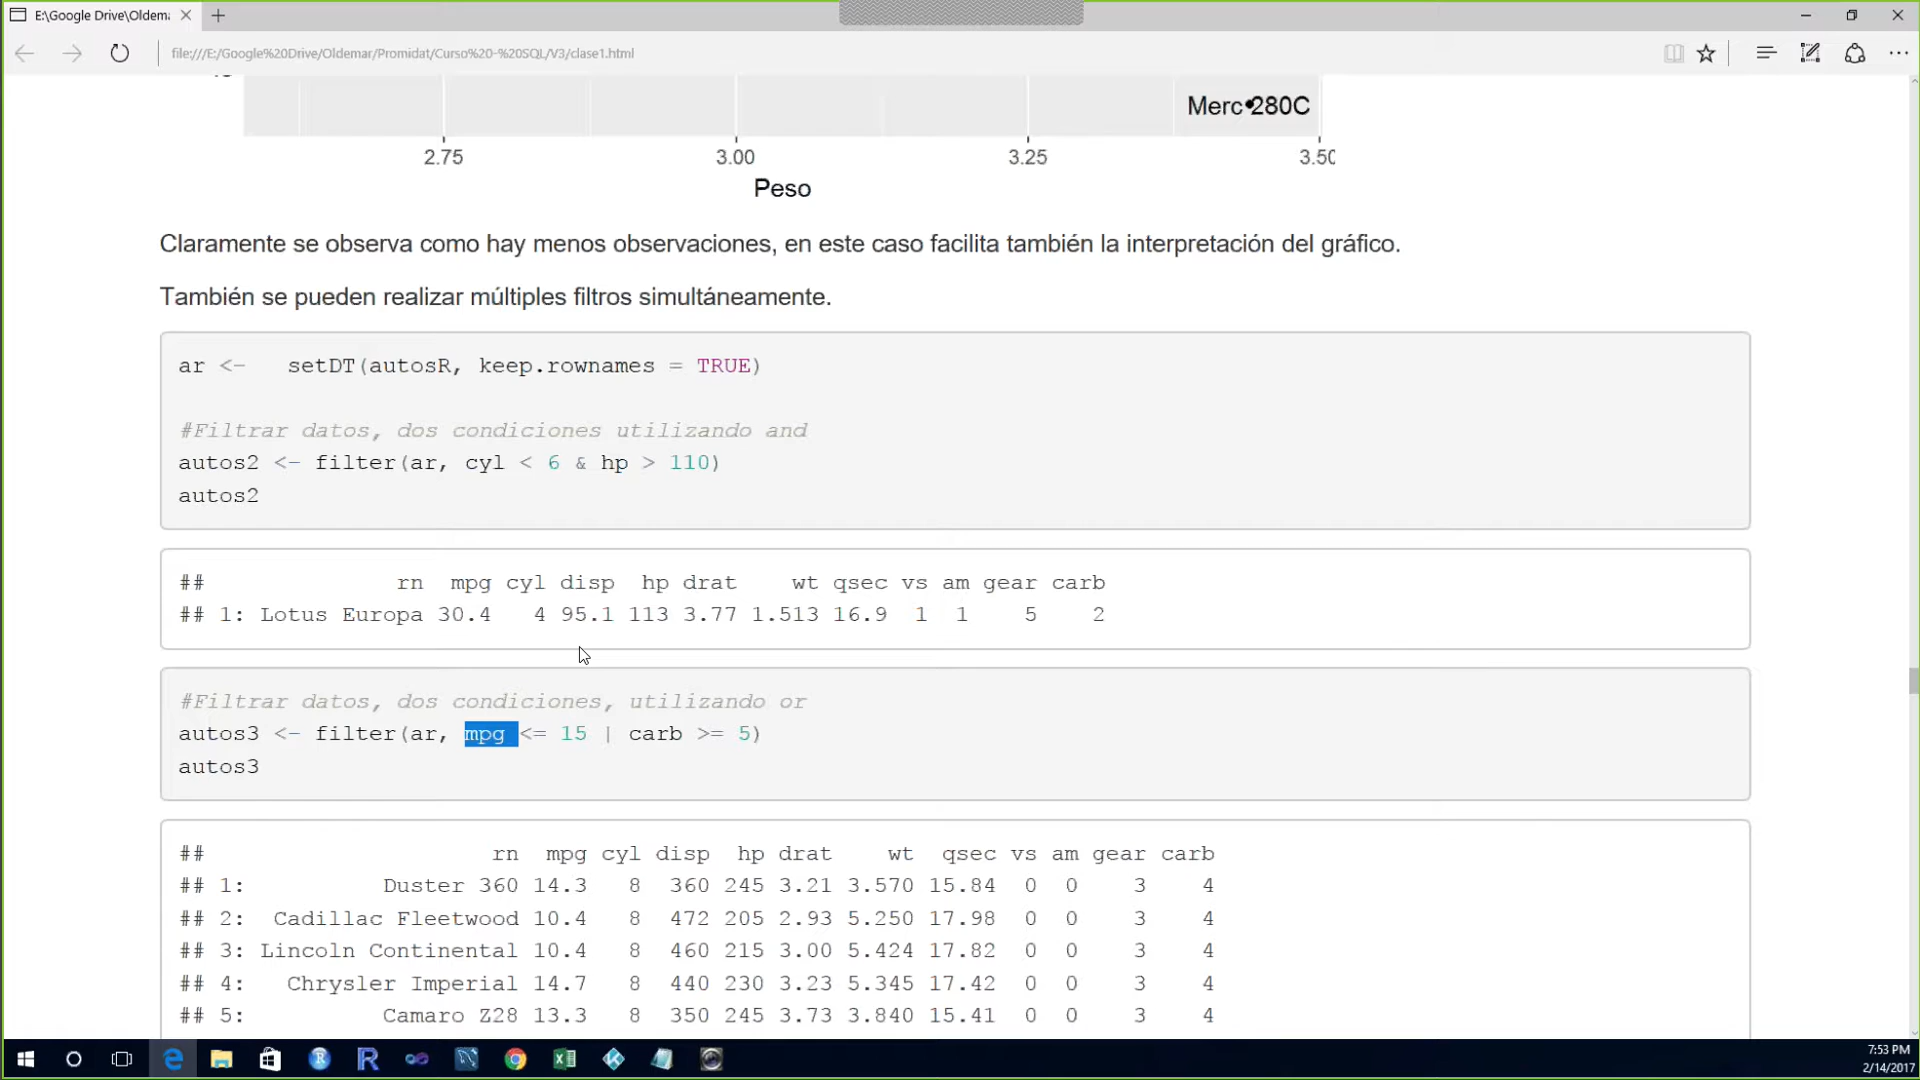 E:\Google Drive\Oldema
file:///E:/Google%20Drive/Oldemar/Promidat/Curso%20-%20SQL/V3/clase1.html
Merc 280C
2.75 3.00 3.25 3.50
Peso
Claramente se observa como hay menos observaciones, en este caso facilita también la interpretación del gráfico.
También se pueden realizar múltiples filtros simultáneamente.
ar <-   setDT(autosR, keep.rownames = TRUE)
#Filtrar datos, dos condiciones utilizando and
autos2 <- filter(ar, cyl < 6 & hp > 110)
autos2
##              rn  mpg cyl disp  hp drat    wt qsec vs am gear carb
## 1: Lotus Europa 30.4   4 95.1 113 3.77 1.513 16.9  1  1    5    2
#Filtrar datos, dos condiciones, utilizando or
autos3 <- filter(ar, mpg <= 15 | carb >= 5)
autos3
##                     rn  mpg cyl disp  hp drat    wt  qsec vs am gear carb
## 1:          Duster 360 14.3   8  360 245 3.21 3.570 15.84  0  0    3    4
## 2:  Cadillac Fleetwood 10.4   8  472 205 2.93 5.250 17.98  0  0    3    4
## 3: Lincoln Continental 10.4   8  460 215 3.00 5.424 17.82  0  0    3    4
## 4:   Chrysler Imperial 14.7   8  440 230 3.23 5.345 17.42  0  0    3    4
## 5:          Camaro Z28 13.3   8  350 245 3.73 3.840 15.41  0  0    3    4
7:53 PM
2/14/2017